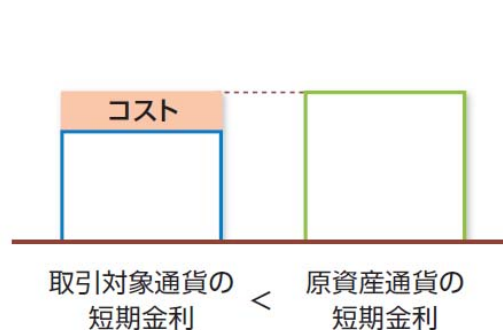 コスト
取引対象通貨の
短期金利
<
原資産通貨の
短期金利